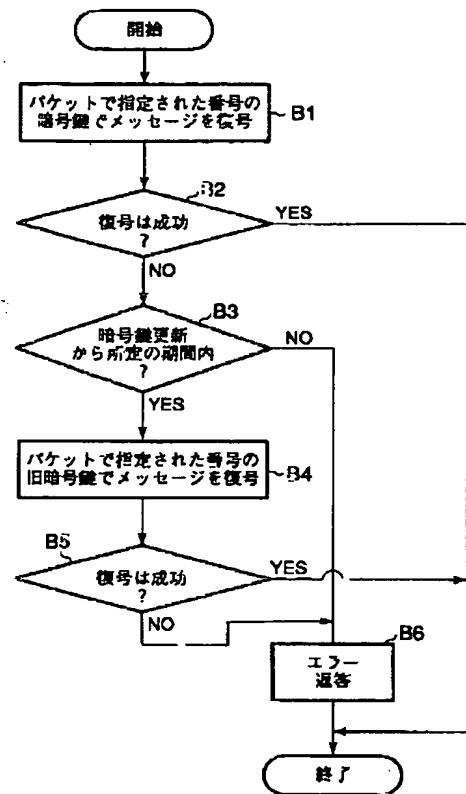 開始
パケットで指定された番号の
暗号鍵でメッセージを復号
B1
B2
復号は成功
?
YES
NO
B3
暗号鍵更新
から所定の期間内
?
NO
YES
パケットで指定された番号の
旧暗号鍵でメッセージを復号
B4
B5
復号は成功
?
YES
NO
B6
エラー
返答
終了